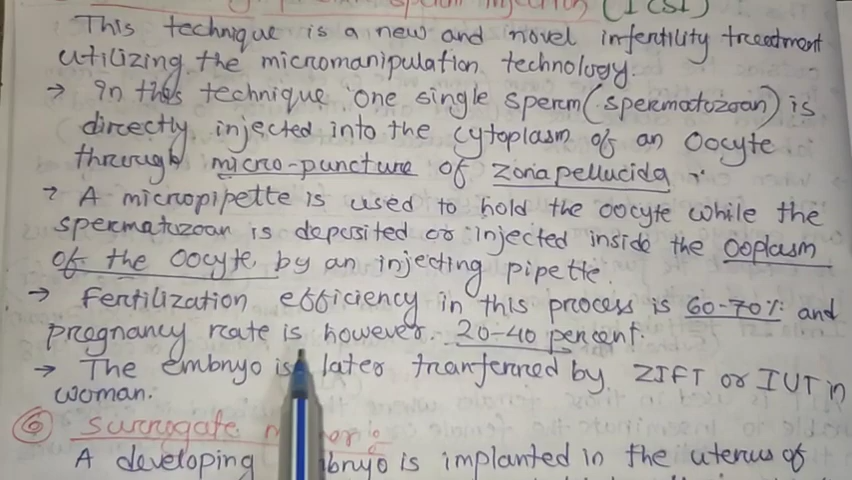 sperm injection (ICSI)
This technique is a new and novel infertility treatment
utilizing the micromanipulation technology.
→ In this technique one single sperm (spermatozoan) is
directly injected into the cytoplasm of an Oocyte
through micro-puncture of zona pellucida.
→ A micropipette is used to hold the oocyte while the
spermatozoan is deposited or injected inside the Ooplasm
of the Oocyte by an injecting pipette.
→ Fertilization efficiency in this process is 60-70% and
pregnancy rate is however. 20-40 percent.
→ The embryo is later tranferred by ZIFT or IUT in
woman.
⑥ Surrogate
A developing is implanted in the uterus of